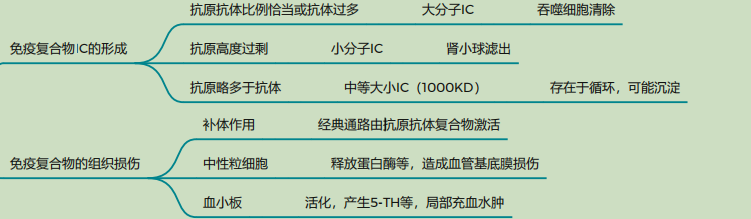 抗原抗体比例恰当或抗体过多 大分子IC 吞噬细胞清除
免疫复合物IC的形成 抗原高度过剩 小分子IC 肾小球滤出
抗原略多于抗体 中等大小IC（1000KD） 存在于循环，可能沉淀
补体作用 经典通路由抗原抗体复合物激活
免疫复合物的组织损伤 中性粒细胞 释放蛋白酶等，造成血管基底膜损伤
血小板 活化，产生5-TH等，局部充血水肿